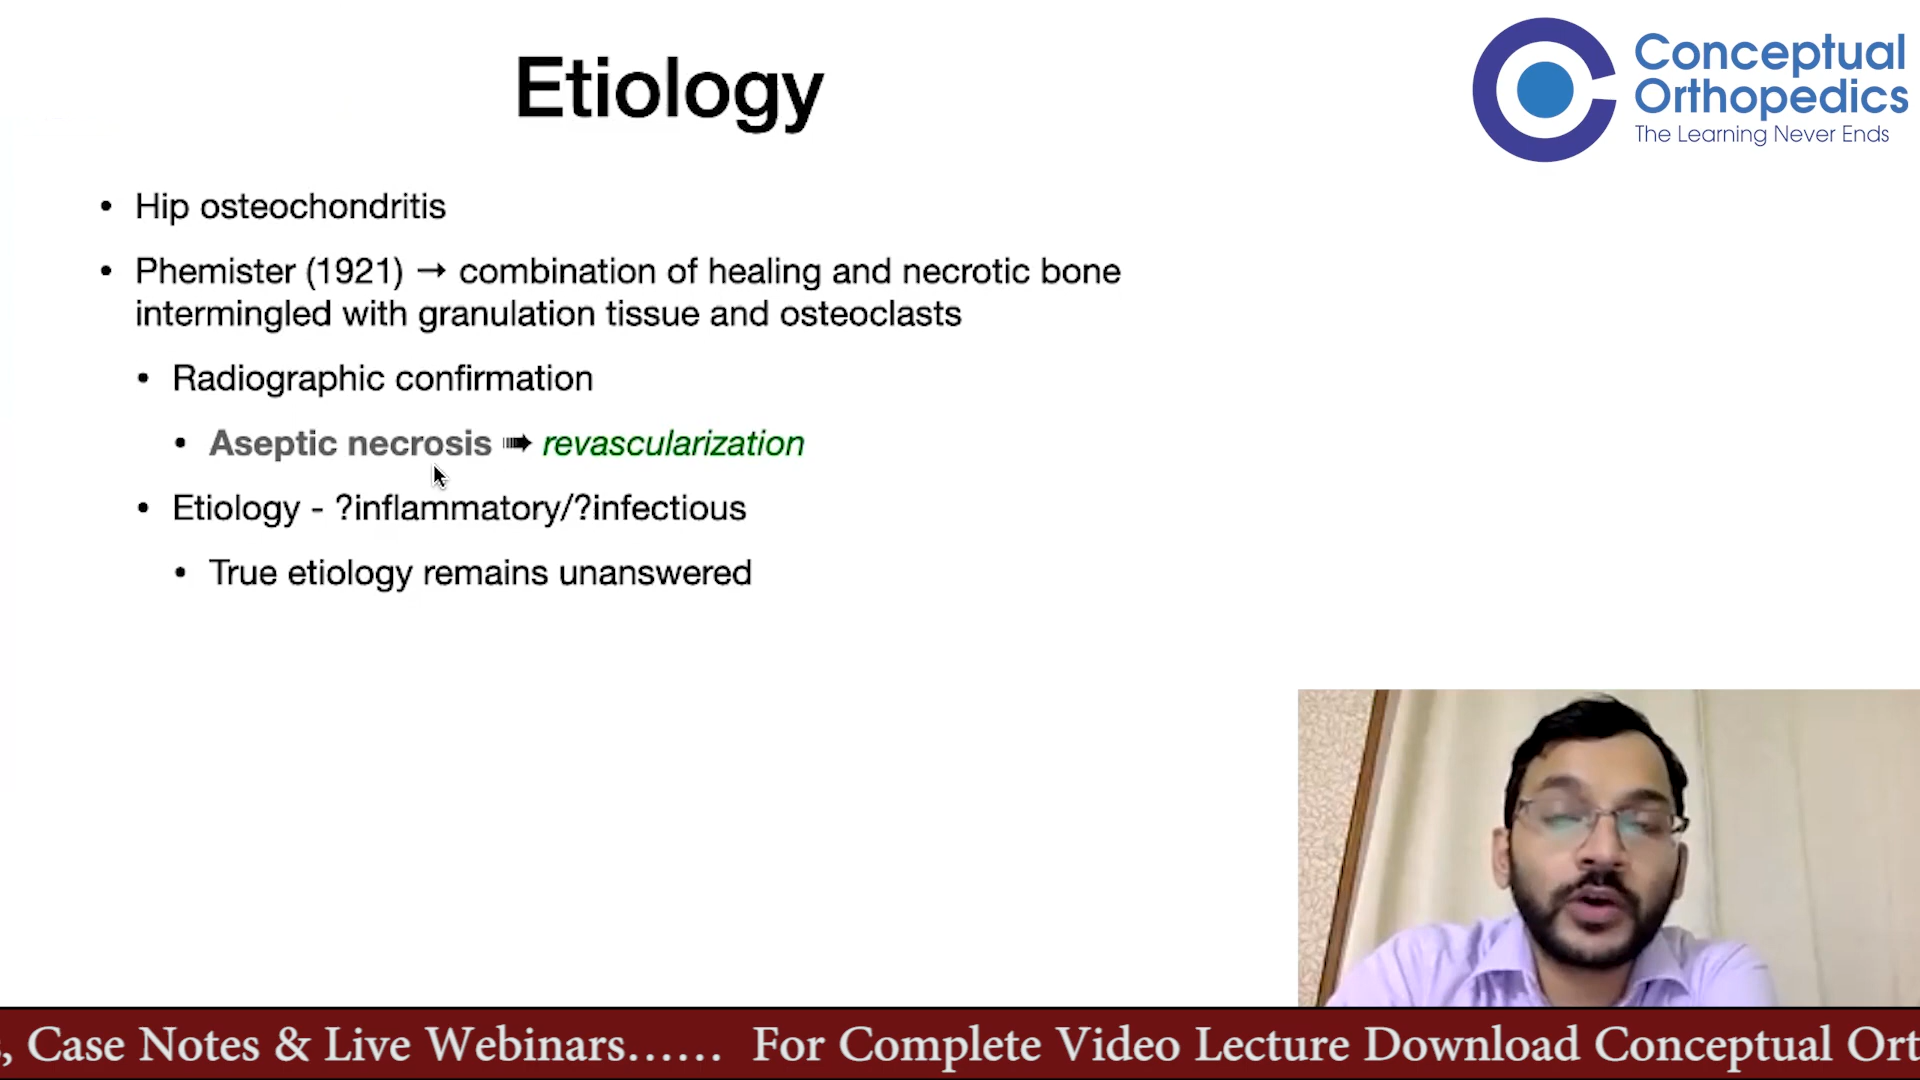 Etiology
Conceptual
Orthopedics
The Learning Never Ends
• Hip osteochondritis
• Phemister (1921) → combination of healing and necrotic bone
intermingled with granulation tissue and osteoclasts
• Radiographic confirmation
• Aseptic necrosis ➠ revascularization
• Etiology - ?inflammatory/?infectious
• True etiology remains unanswered
, Case Notes & Live Webinars...... For Complete Video Lecture Download Conceptual Ort